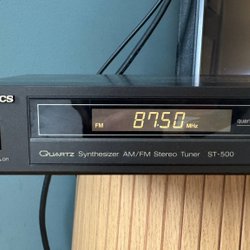 CS
FM 87.50 MHz
quar
Quartz Synthesizer AM/FM Stereo Tuner ST-500
on